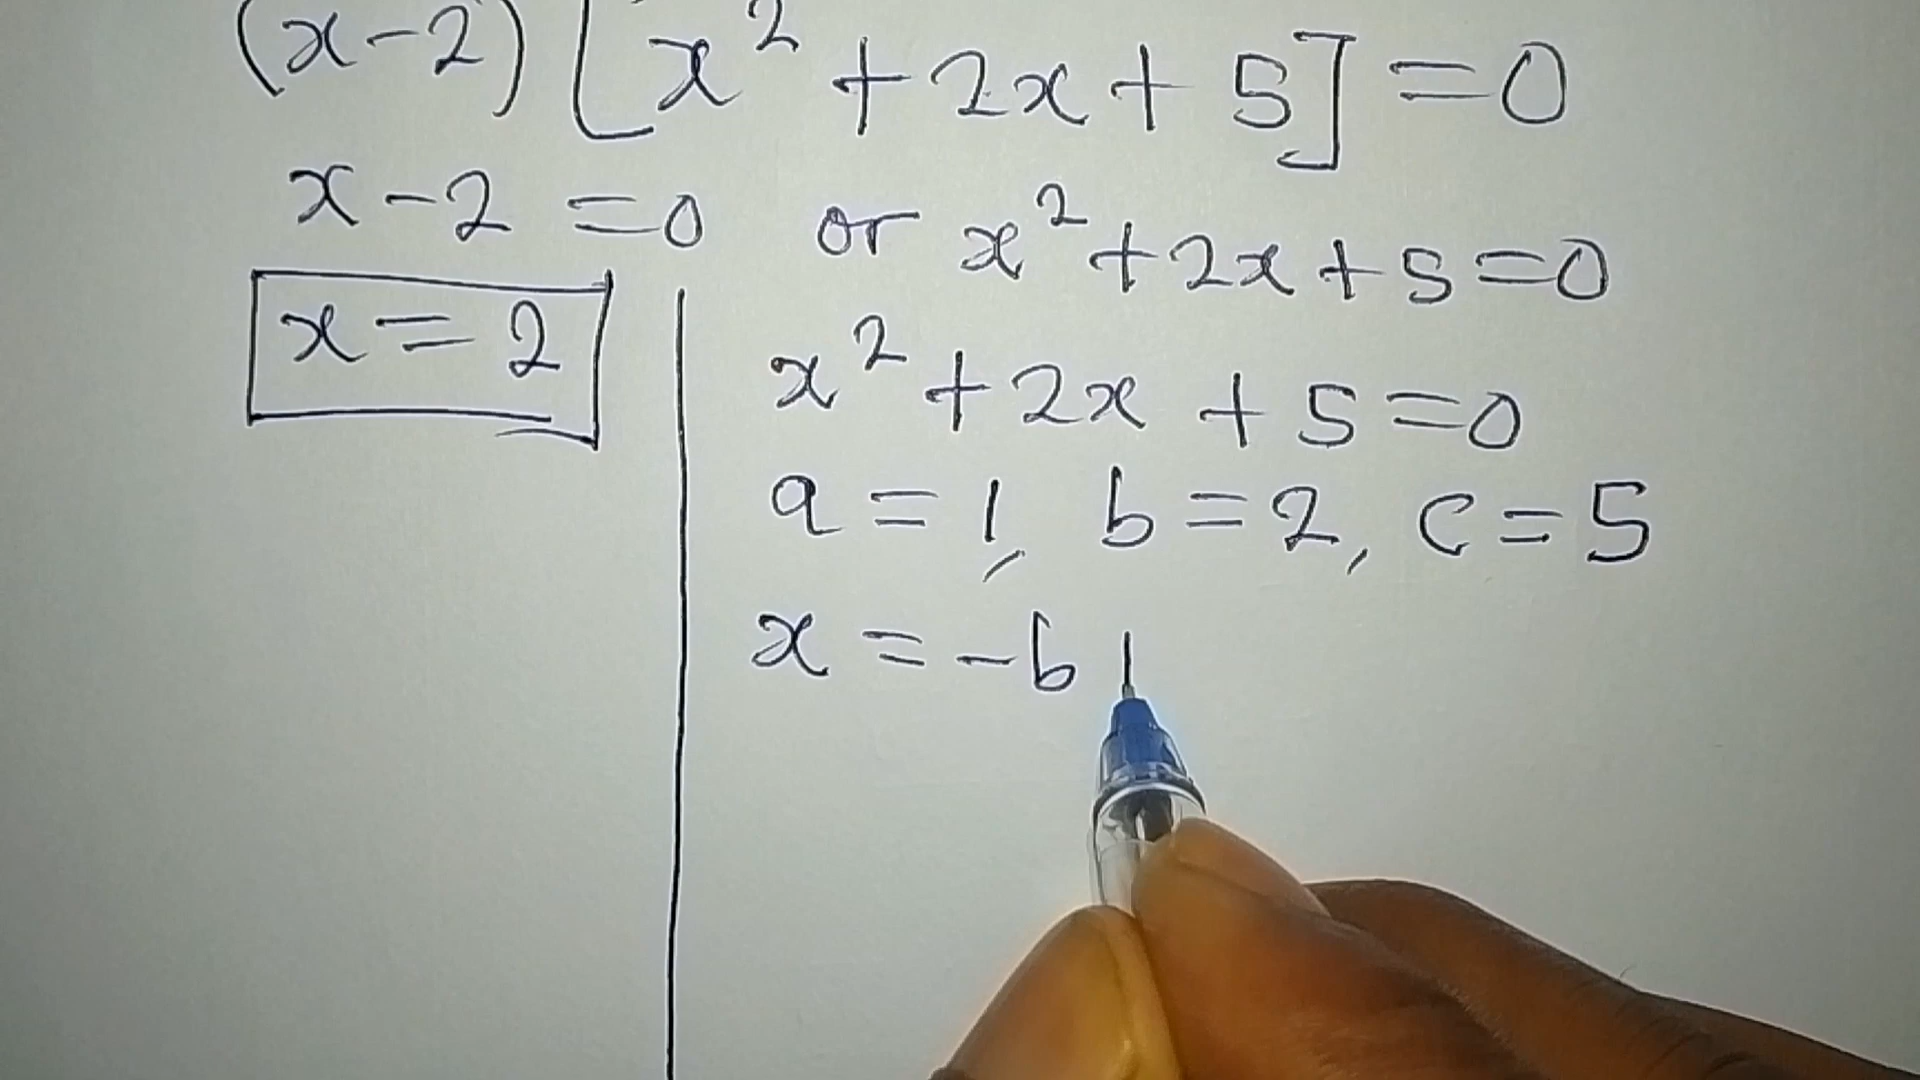 (x-2)[x² + 2x + 5] = 0
x - 2 = 0 or x² + 2x + 5 = 0
x = 2
x² + 2x + 5 = 0
a = 1, b = 2, c = 5
x = -b